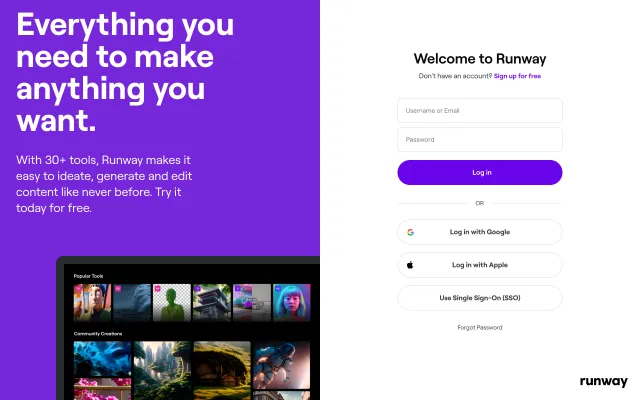 Everything you
need to make
anything you
want.
With 30+ tools, Runway makes it
easy to ideate, generate and edit
content like never before. Try it
today for free.
Popular Tools
Community Creations
Welcome to Runway
Don't have an account? Sign up for free
Username or Email
Password
Log in
OR
Log in with Google
Log in with Apple
Use Single Sign-On (SSO)
Forgot Password
runway